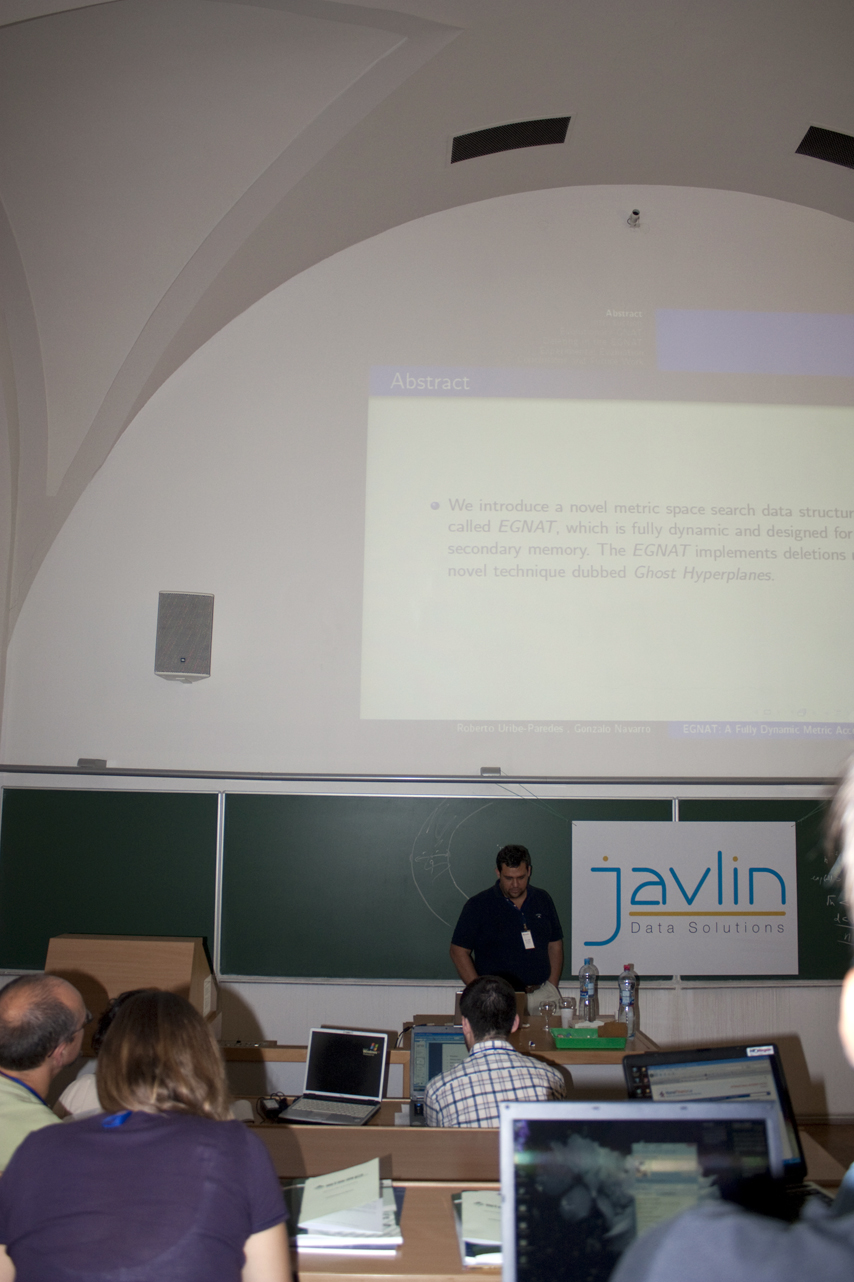 Abstract
Abstract
We introduce a novel metric space search data structur
called EGNAT, which is fully dynamic and designed for
secondary memory. The EGNAT implements deletions
novel technique dubbed Ghost Hyperplanes.
Roberto Uribe-Paredes , Gonzalo Navarro
EGNAT: A Fully Dynamic Metric Acc
javlin
Data Solutions